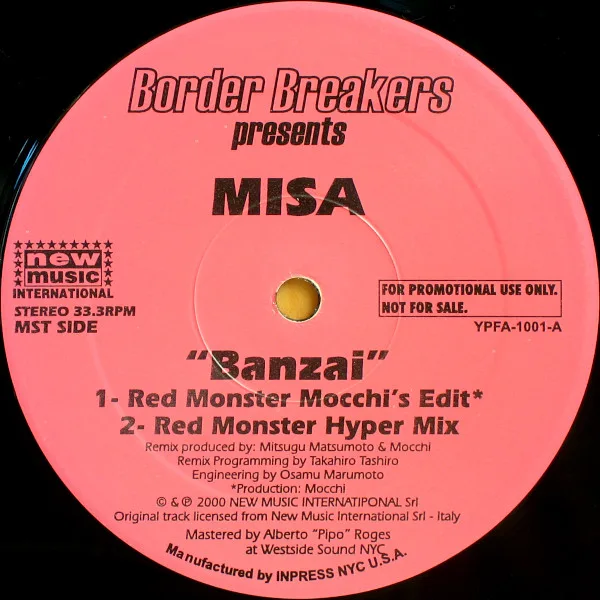 Border Breakers
presents
MISA
new
music
INTERNATIONAL
STEREO 33.3RPM
MST SIDE
FOR PROMOTIONAL USE ONLY.
NOT FOR SALE.
YPFA-1001-A
“Banzai”
1- Red Monster Mocchi's Edit*
2- Red Monster Hyper Mix
Remix produced by: Mitsugu Matsumoto & Mocchi
Remix Programming by Takahiro Tashiro
Engineering by Osamu Marumoto
*Production: Mocchi
© & ℗ 2000 NEW MUSIC INTERNATIPONAL Srl
Original track licensed from New Music International Srl - Italy
Mastered by Alberto “Pipo” Roges
at Westside Sound NYC
Manufactured by INPRESS NYC U.S.A.